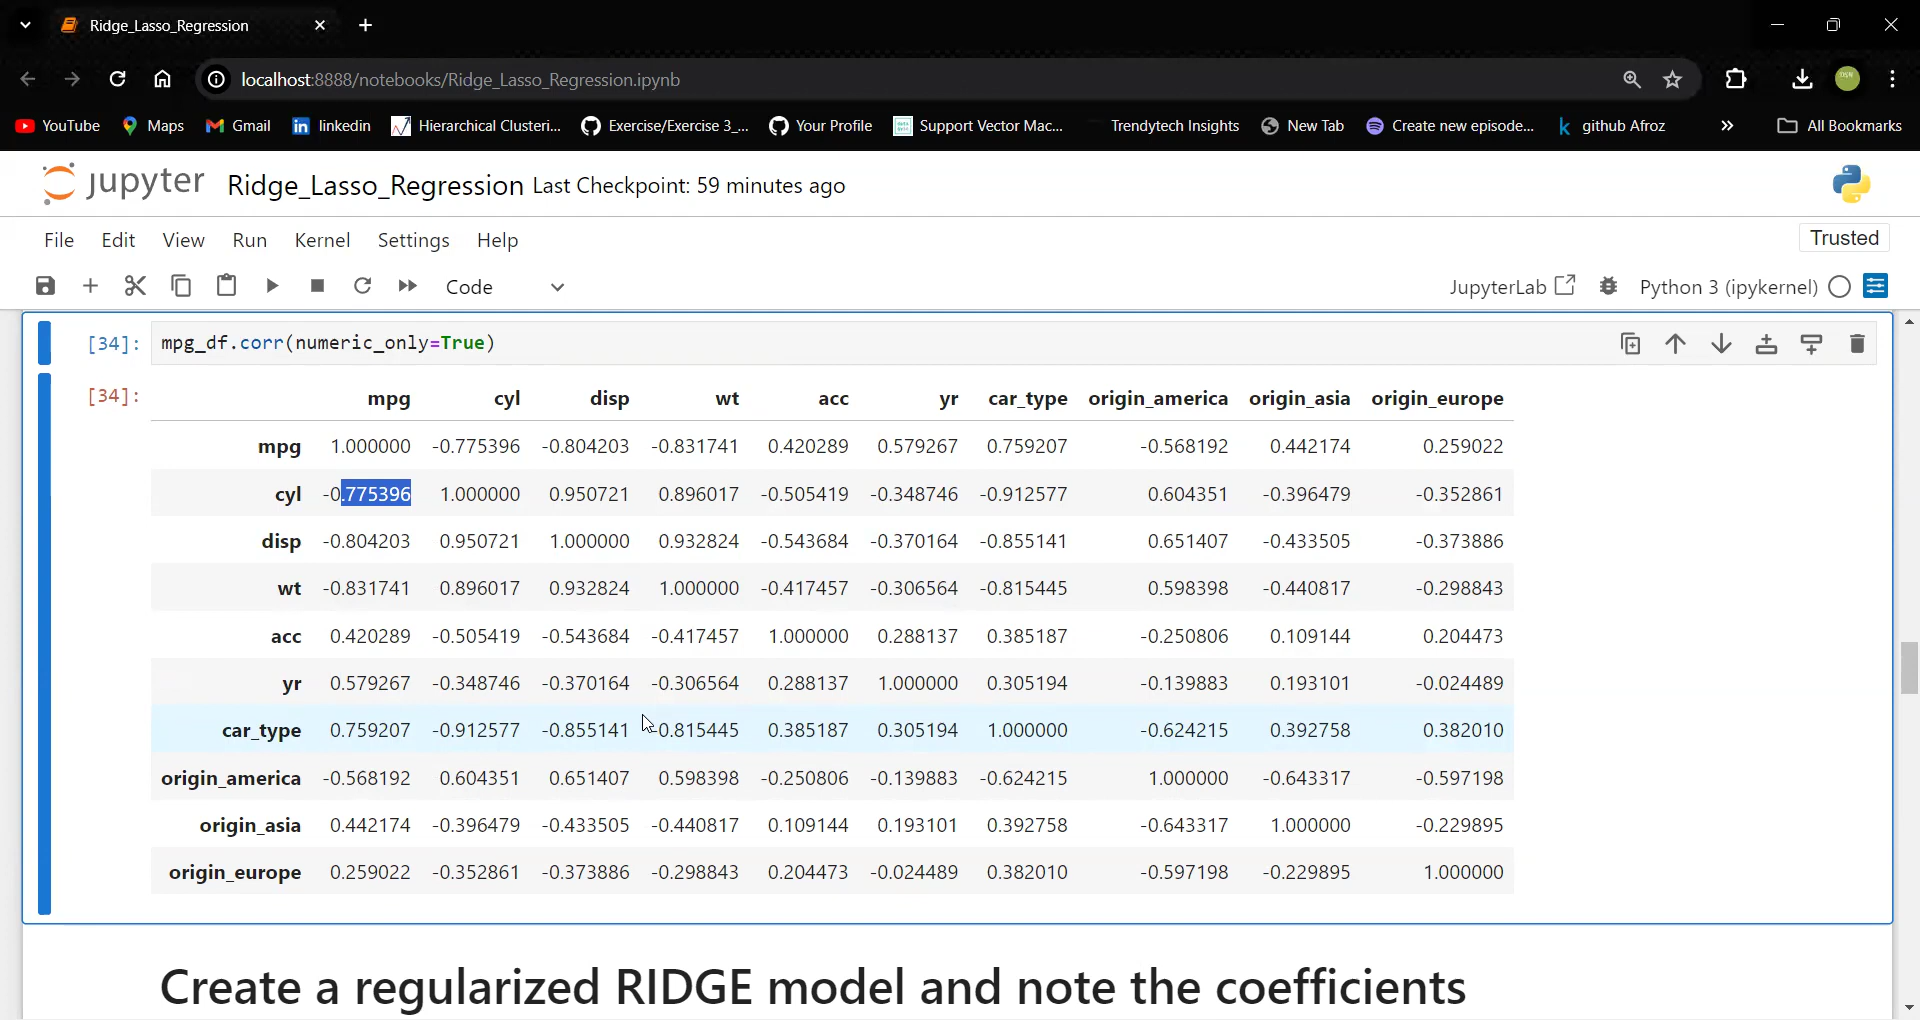 Ridge_Lasso_Regression
localhost:8888/notebooks/Ridge_Lasso_Regression.ipynb
YouTube Maps Gmail linkedin Hierarchical Clusteri... Exercise/Exercise 3_... Your Profile Support Vector Mac... Trendytech Insights New Tab Create new episode... github Afroz All Bookmarks
jupyter Ridge_Lasso_Regression Last Checkpoint: 59 minutes ago
File Edit View Run Kernel Settings Help Trusted
Code JupyterLab Python 3 (ipykernel)
[34]: mpg_df.corr(numeric_only=True)
[34]: mpg cyl disp wt acc yr car_type origin_america origin_asia origin_europe
mpg 1.000000 -0.775396 -0.804203 -0.831741 0.420289 0.579267 0.759207 -0.568192 0.442174 0.259022
cyl -0.775396 1.000000 0.950721 0.896017 -0.505419 -0.348746 -0.912577 0.604351 -0.396479 -0.352861
disp -0.804203 0.950721 1.000000 0.932824 -0.543684 -0.370164 -0.855141 0.651407 -0.433505 -0.373886
wt -0.831741 0.896017 0.932824 1.000000 -0.417457 -0.306564 -0.815445 0.598398 -0.440817 -0.298843
acc 0.420289 -0.505419 -0.543684 -0.417457 1.000000 0.288137 0.385187 -0.250806 0.109144 0.204473
yr 0.579267 -0.348746 -0.370164 -0.306564 0.288137 1.000000 0.305194 -0.139883 0.193101 -0.024489
car_type 0.759207 -0.912577 -0.855141 -0.815445 0.385187 0.305194 1.000000 -0.624215 0.392758 0.382010
origin_america -0.568192 0.604351 0.651407 0.598398 -0.250806 -0.139883 -0.624215 1.000000 -0.643317 -0.597198
origin_asia 0.442174 -0.396479 -0.433505 -0.440817 0.109144 0.193101 0.392758 -0.643317 1.000000 -0.229895
origin_europe 0.259022 -0.352861 -0.373886 -0.298843 0.204473 -0.024489 0.382010 -0.597198 -0.229895 1.000000
Create a regularized RIDGE model and note the coefficients